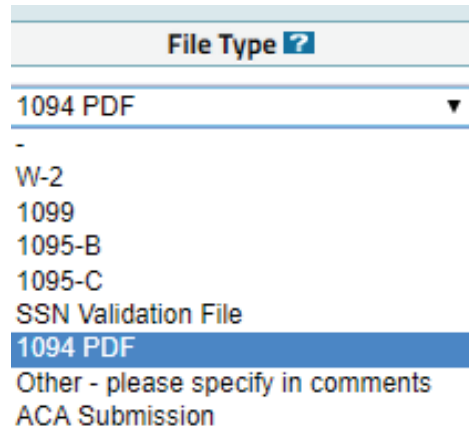 File Type ?
1094 PDF
-
W-2
1099
1095-B
1095-C
SSN Validation File
1094 PDF
Other - please specify in comments
ACA Submission